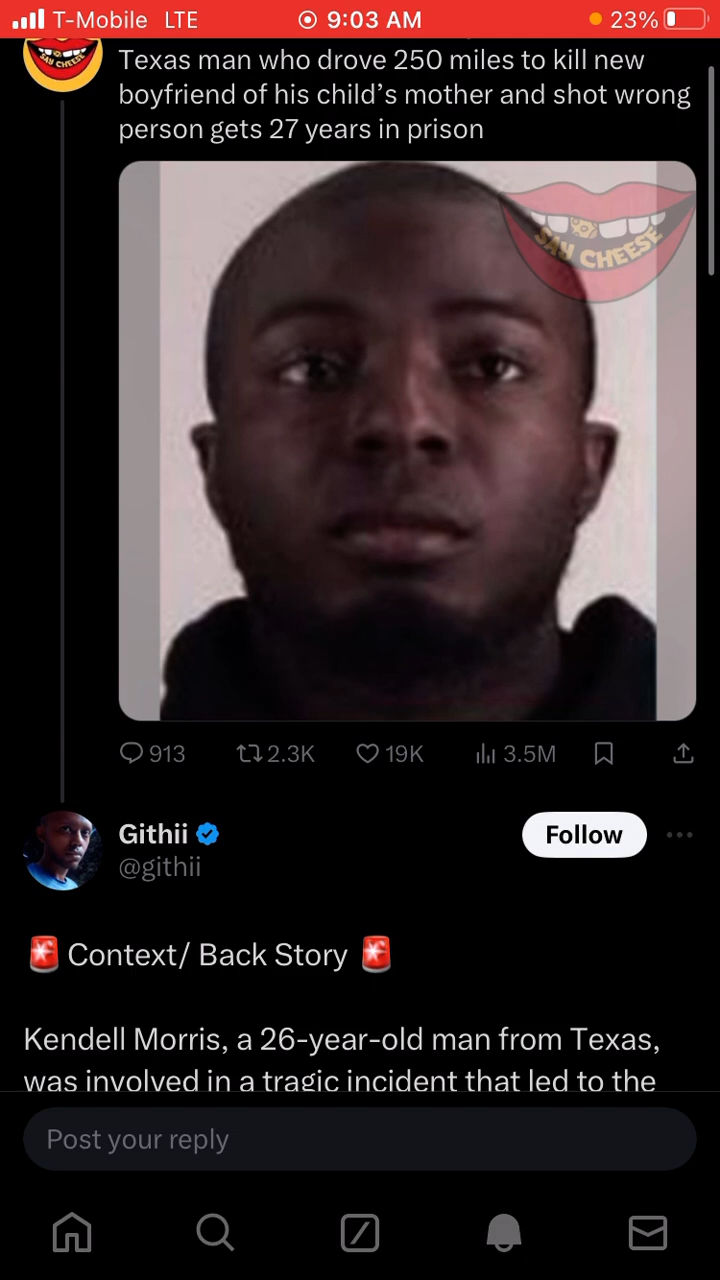 T-Mobile LTE 9:03 AM 23%
SAY CHEESE
Texas man who drove 250 miles to kill new
boyfriend of his child’s mother and shot wrong
person gets 27 years in prison
SAY CHEESE
913 2.3K 19K 3.5M
Githii Follow
@githii
🚨 Context/ Back Story 🚨
Kendell Morris, a 26-year-old man from Texas,
was involved in a tragic incident that led to the
Post your reply